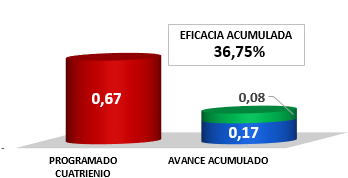 EFICACIA ACUMULADA
36,75%
0,67
0,08
0,17
-
PROGRAMADO
CUATRIENIO
AVANCE ACUMULADO